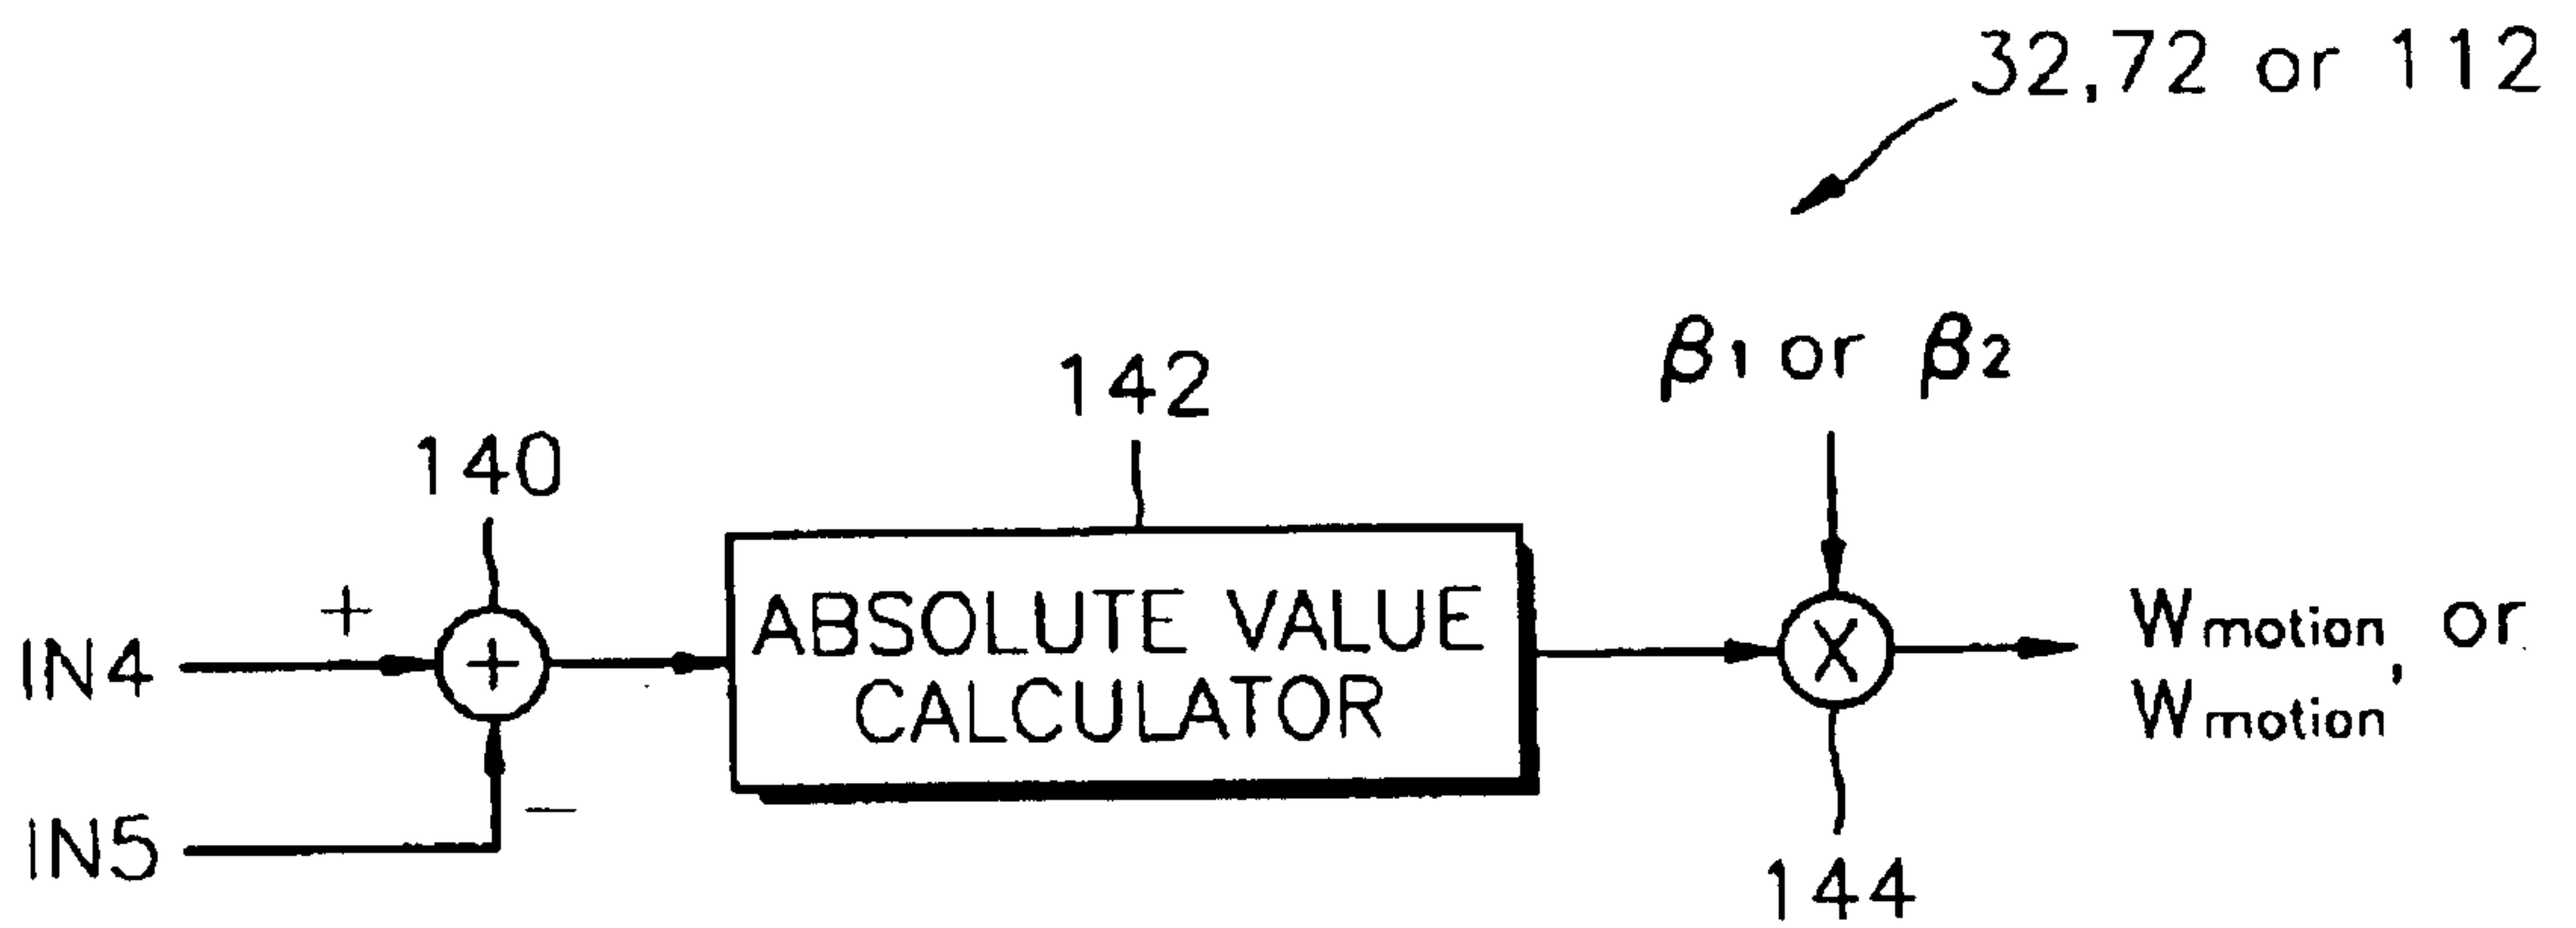 32,72 or 112
β1 or β2
142
140
+
+
IN4
ABSOLUTE VALUE
CALCULATOR
X
Wmotion, or
Wmotion'
−
IN5
144